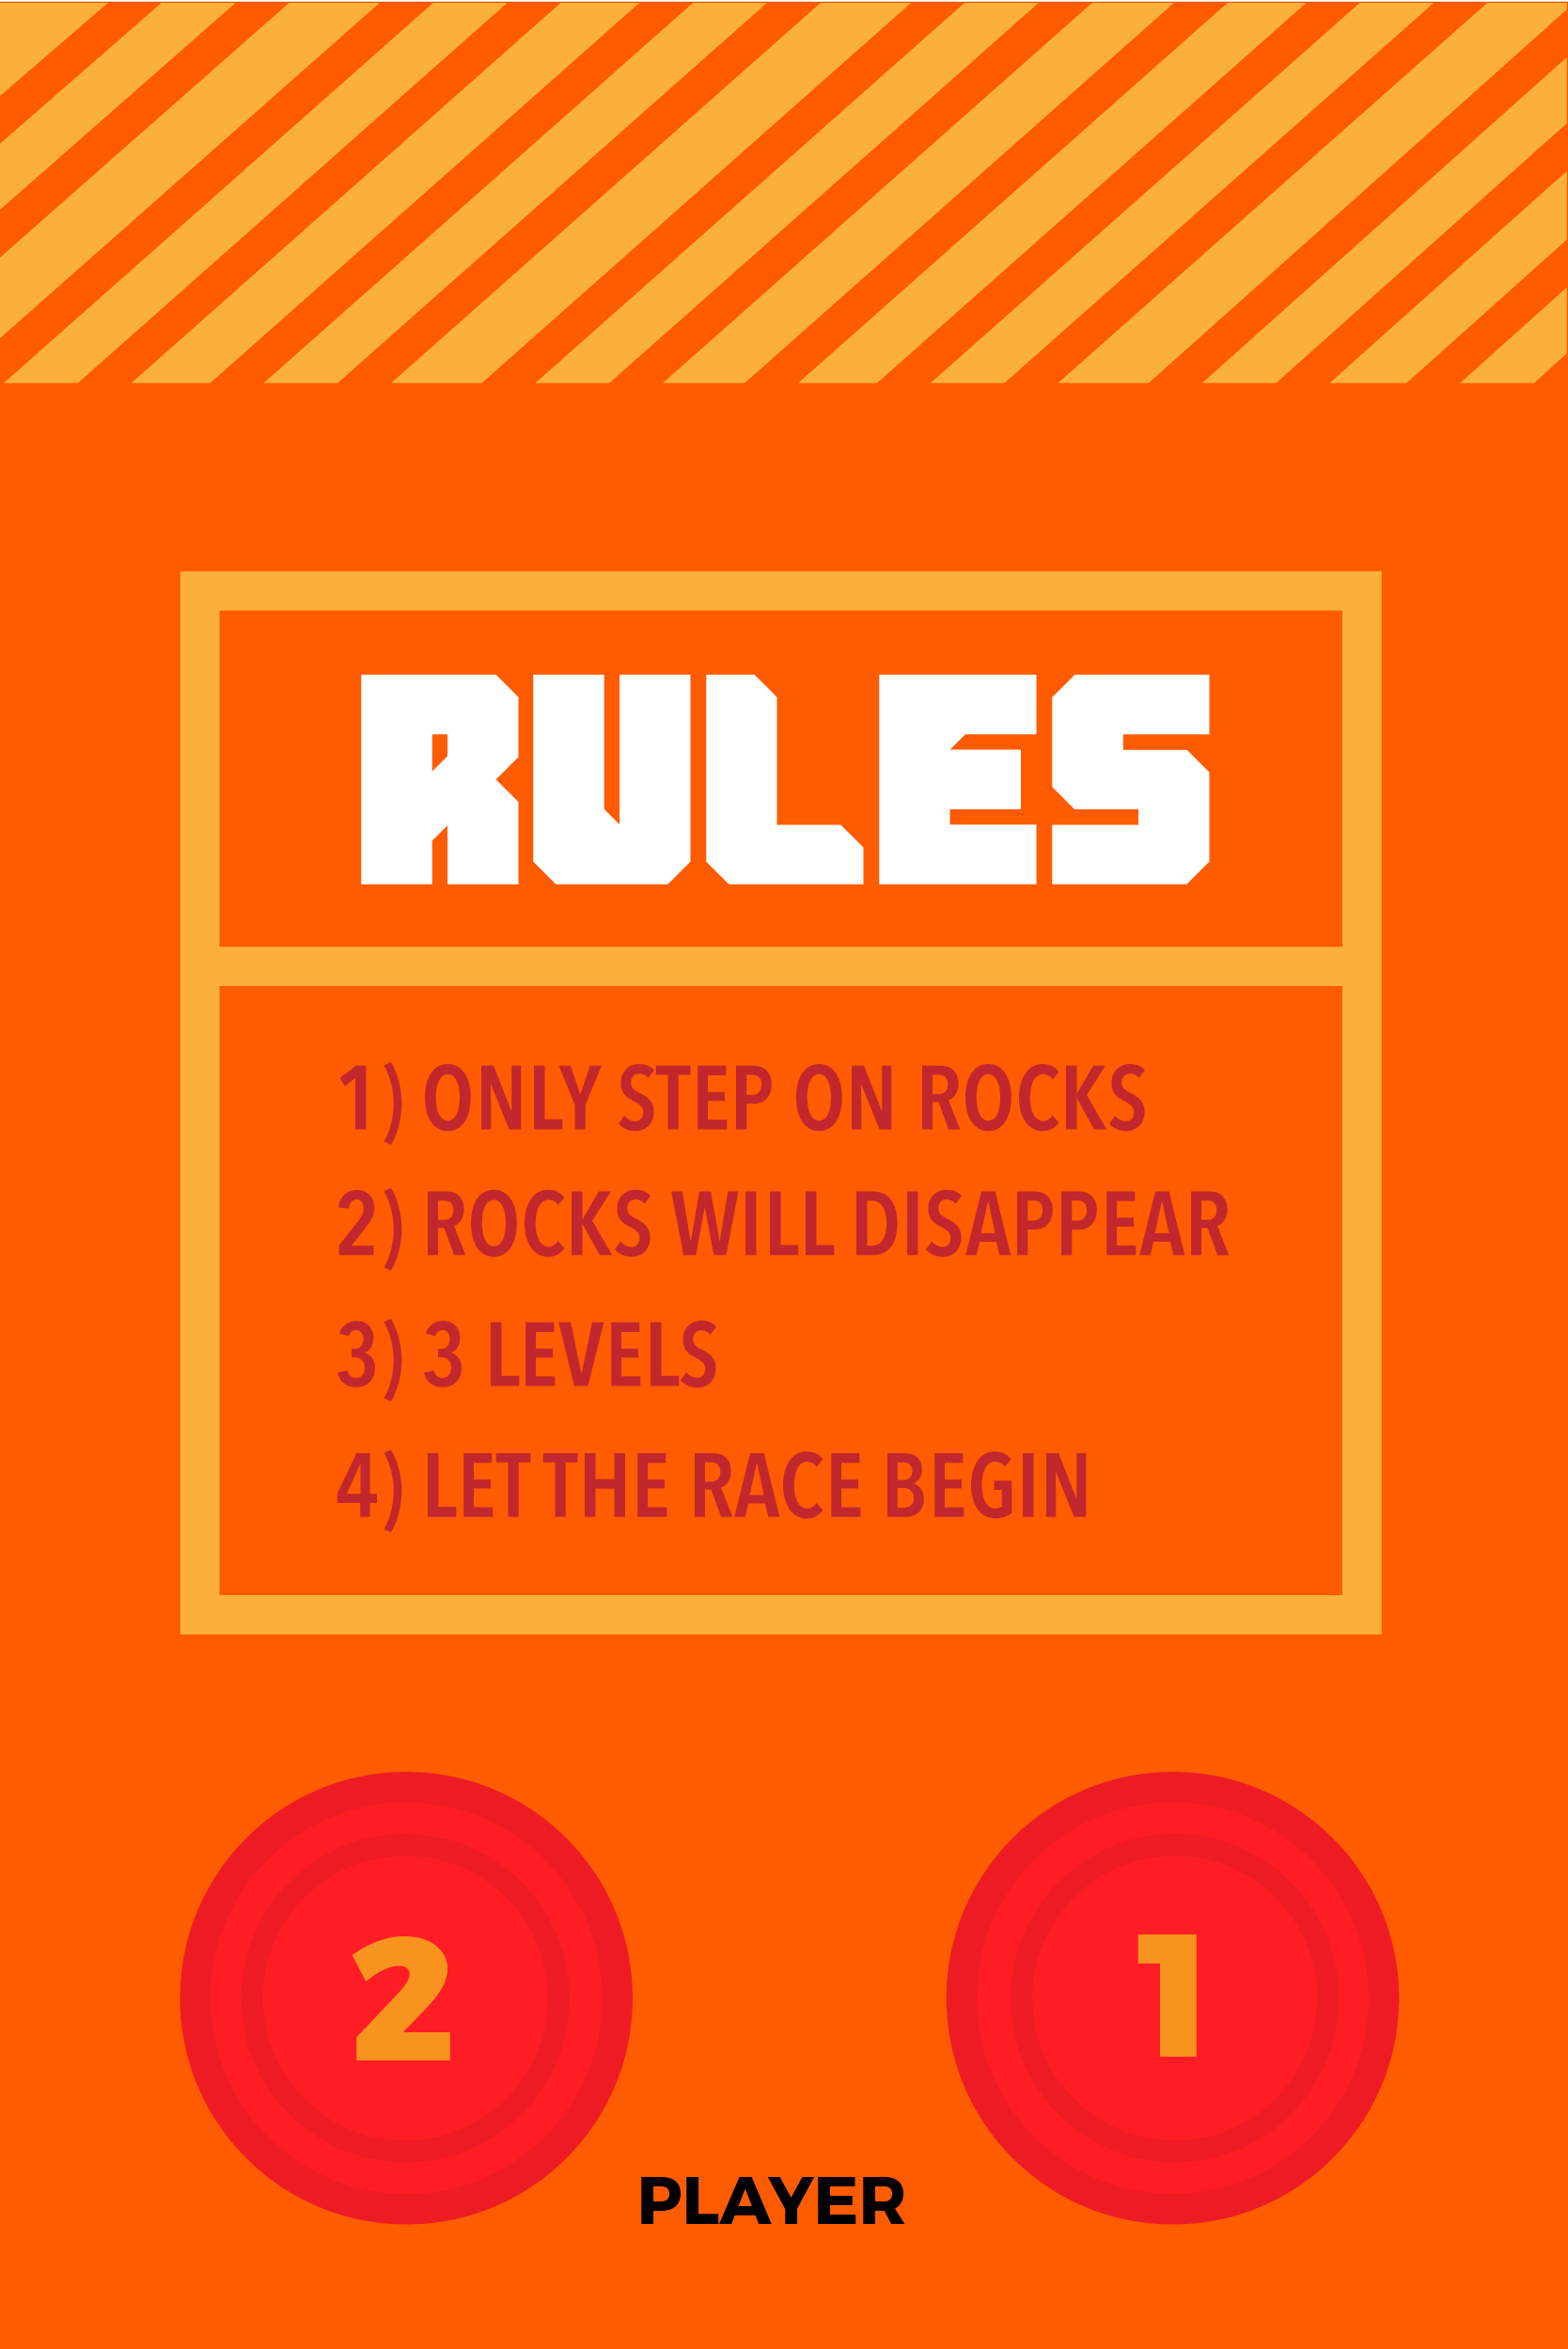 RULES
1) ONLY STEP ON ROCKS
2) ROCKS WILL DISAPPEAR
3) 3 LEVELS
4) LET THE RACE BEGIN
2
1
PLAYER